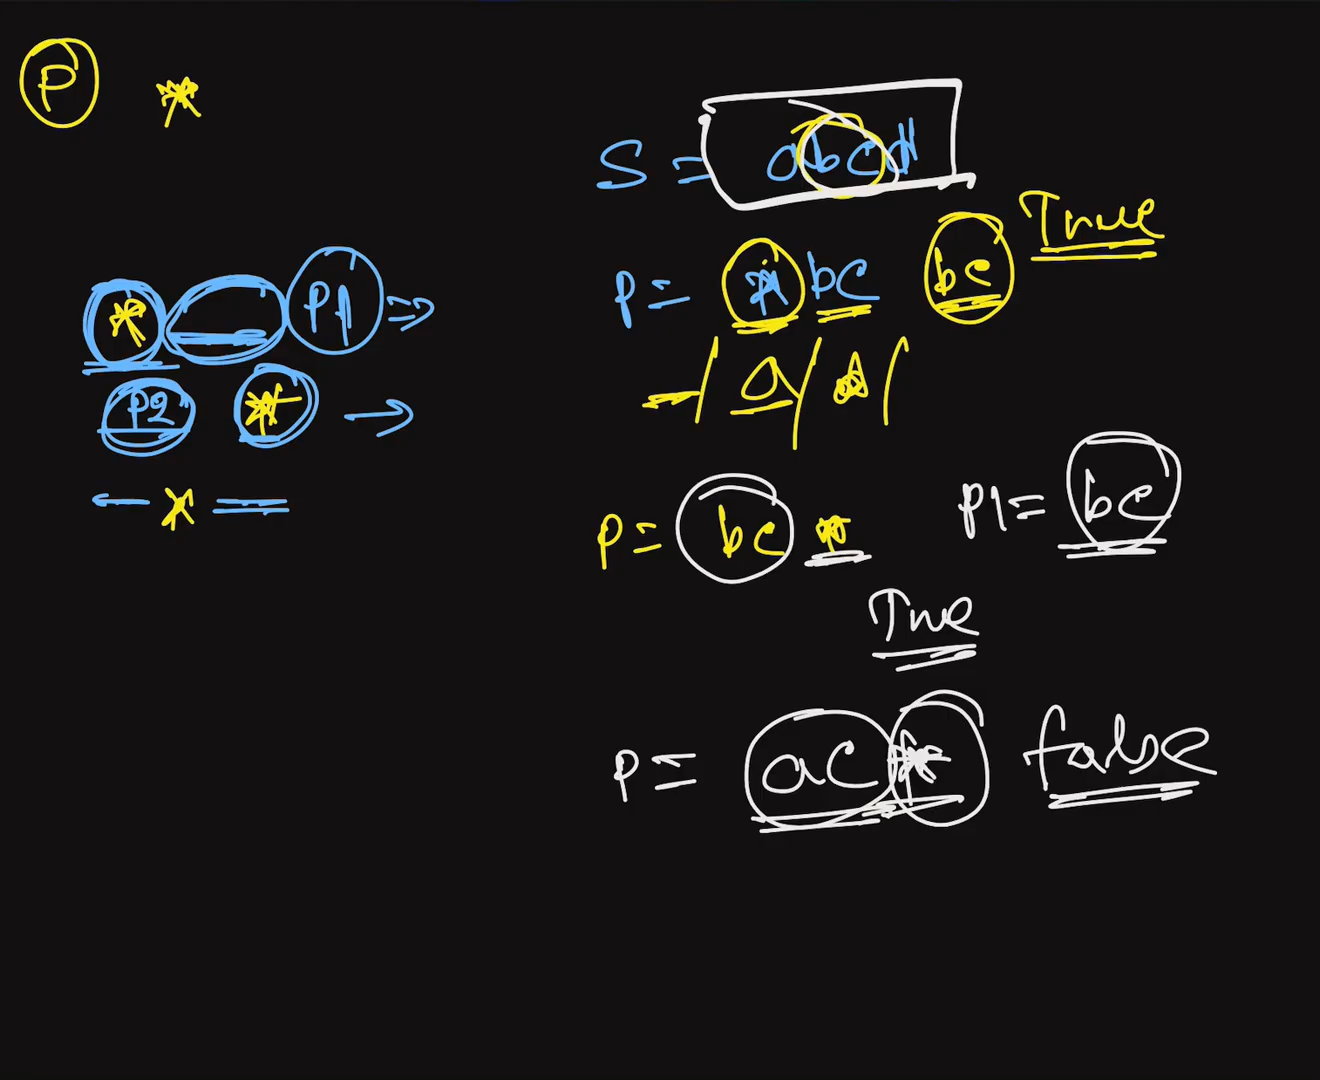 P *
S = abcd
P = *bc bc True
* P1 =>
- / a / /
P2 * ->
P = bc * P1 = bc
<- * =
True
P = ac* false